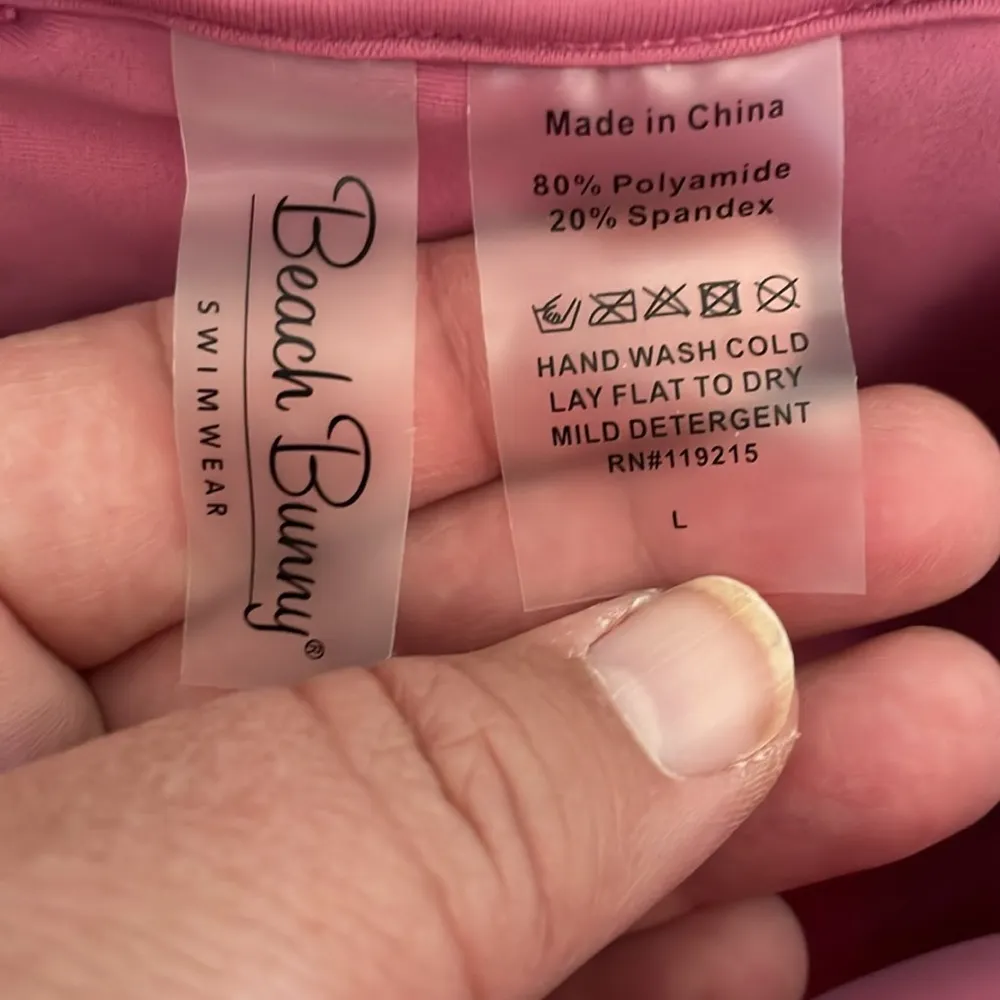 Beach Bunny®
SWIMWEAR
Made in China
80% Polyamide
20% Spandex
HAND WASH COLD
LAY FLAT TO DRY
MILD DETERGENT
RN#119215
L